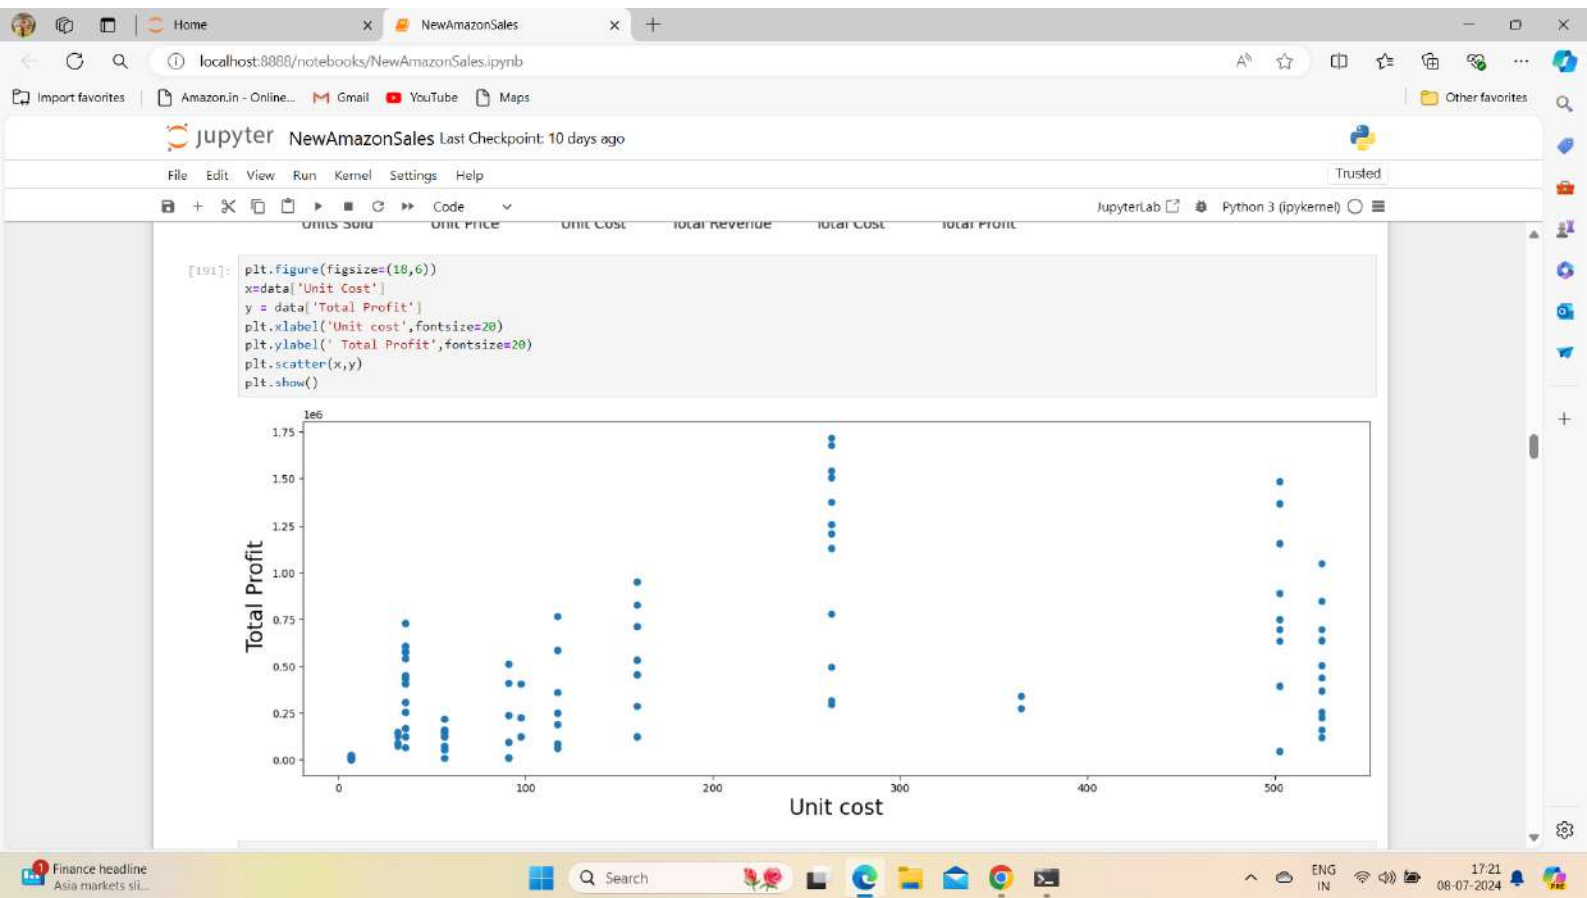 Home
NewAmazonSales
localhost:8888/notebooks/NewAmazonSales.ipynb
Import favorites
Amazon.in - Online...
Gmail
YouTube
Maps
Other favorites
jupyter NewAmazonSales Last Checkpoint: 10 days ago
File Edit View Run Kernel Settings Help
Trusted
Code
JupyterLab
Python 3 (ipykernel)
Units Sold Unit Price Unit Cost Total Revenue Total Cost Total Profit
[191]:
plt.figure(figsize=(18,6))
x=data['Unit Cost']
y = data['Total Profit']
plt.xlabel('Unit cost',fontsize=20)
plt.ylabel(' Total Profit',fontsize=20)
plt.scatter(x,y)
plt.show()
1e6
1.75
1.50
1.25
1.00
0.75
0.50
0.25
0.00
Total Profit
0 100 200 300 400 500
Unit cost
1
Finance headline
Asia markets sli...
Search
ENG
IN
17:21
08-07-2024
PRE